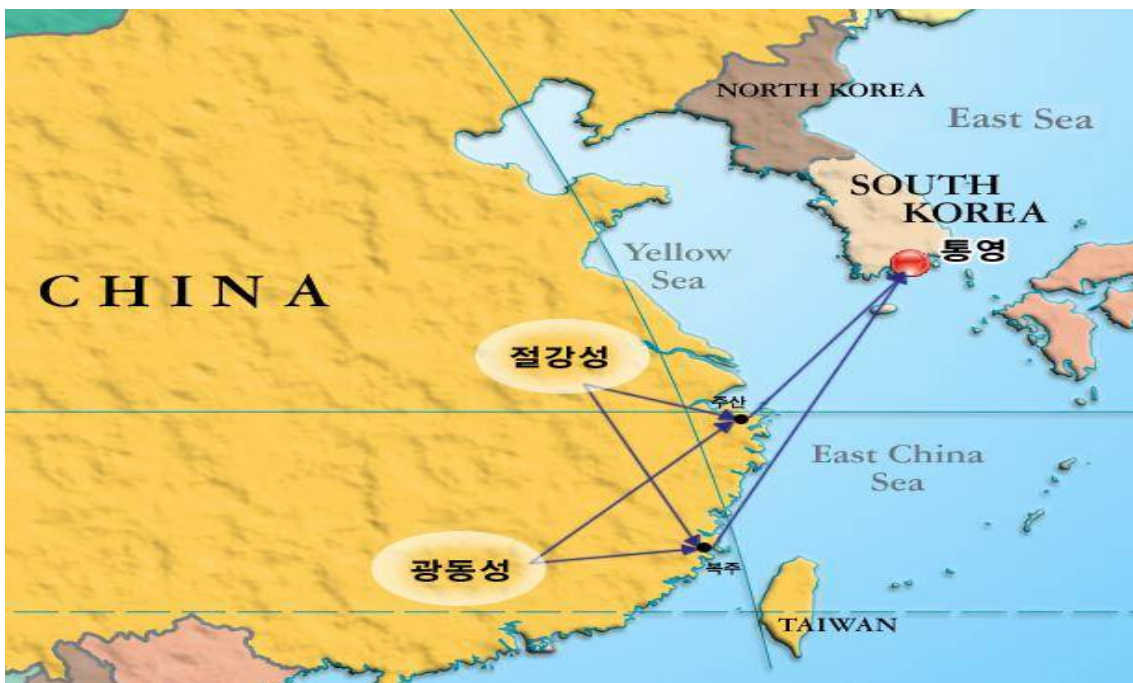 NORTH KOREA
East Sea
SOUTH
KOREA
통영
Yellow
Sea
CHINA
절강성
주산
East China
Sea
광동성
복주
TAIWAN